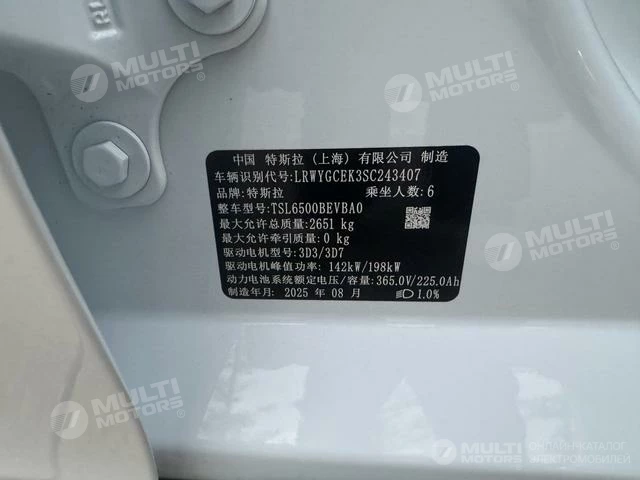 MULTI
MOTORS®
MULTI
MOTORS®
中国 特斯拉 (上海) 有限公司 制造
车辆识别代号:LRWYGCEK3SC243407
品牌:特斯拉 乘坐人数:6
整车型号:TSL6500BEVBA0
最大允许总质量:2651 kg
最大允许牵引质量:0 kg
驱动电机型号:3D3/3D7
驱动电机峰值功率: 142kW/198kW
动力电池系统额定电压/容量:365.0V/225.0Ah
制造年月: 2025 年 08 月 1.0%
MULTI
MOTORS®
MULTI
MOTORS
ОНЛАЙН-КАТАЛОГ
ЭЛЕКТРОМОБИЛЕЙ